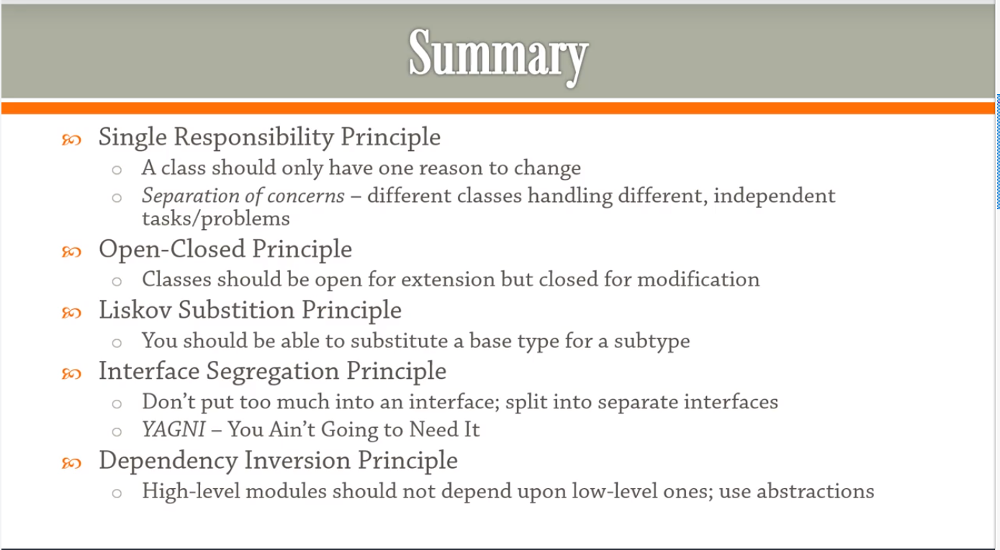 Summary
Single Responsibility Principle
A class should only have one reason to change
Separation of concerns – different classes handling different, independent
tasks/problems
Open-Closed Principle
Classes should be open for extension but closed for modification
Liskov Substition Principle
You should be able to substitute a base type for a subtype
Interface Segregation Principle
Don’t put too much into an interface; split into separate interfaces
YAGNI – You Ain’t Going to Need It
Dependency Inversion Principle
High-level modules should not depend upon low-level ones; use abstractions